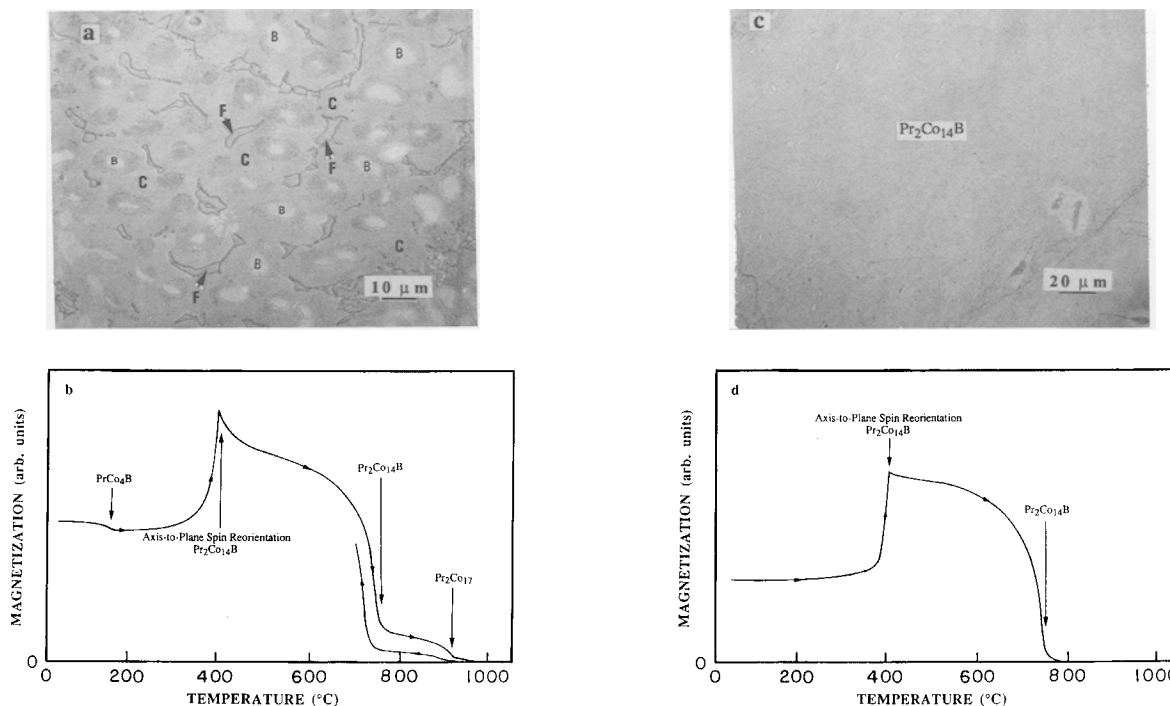 a
B
B
F
C
C
B
F
B
C
B
C
B
F
10 μm
c
Pr₂Co₁₄B
20 μm
b
MAGNETIZATION (arb. units)
PrCo₄B
Axis-to-Plane Spin Reorientation
Pr₂Co₁₄B
Pr₂Co₁₄B
Pr₂Co₁₇
0
200
400
600
800
1000
TEMPERATURE (°C)
d
MAGNETIZATION (arb. units)
Axis-to-Plane Spin Reorientation
Pr₂Co₁₄B
Pr₂Co₁₄B
0
200
400
600
800
1000
TEMPERATURE (°C)